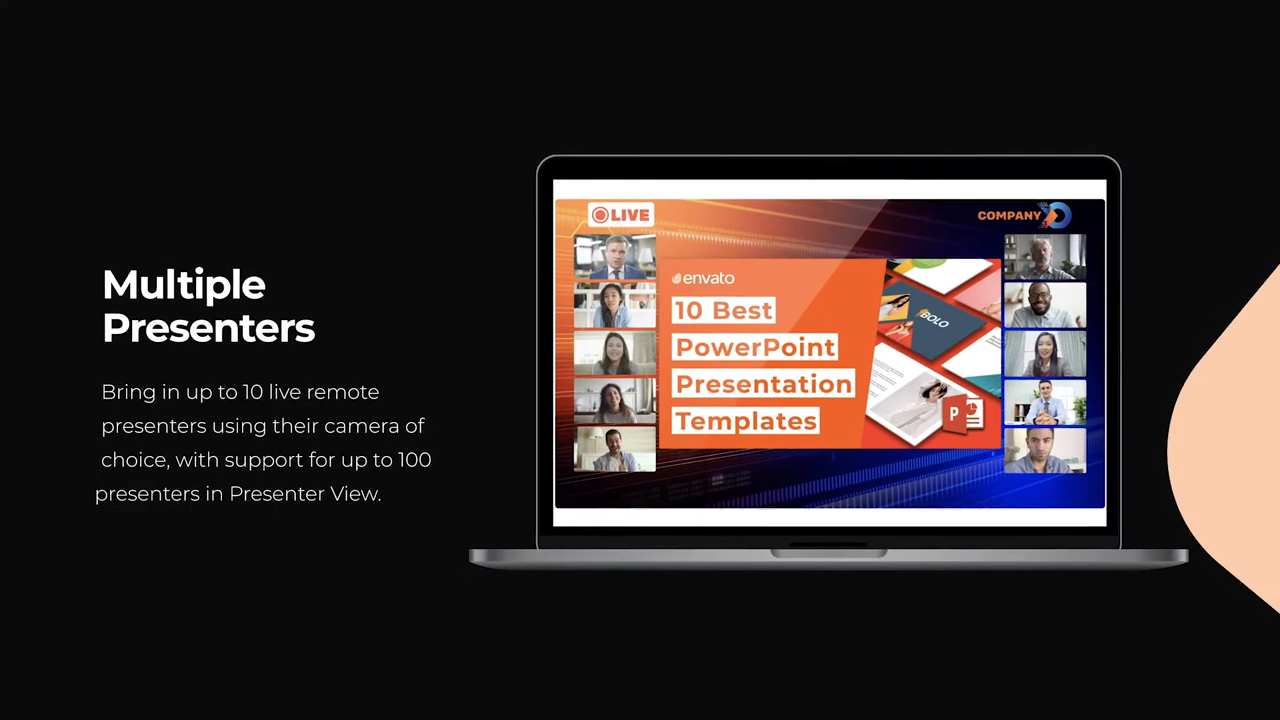 Multiple
Presenters
Bring in up to 10 live remote
presenters using their camera of
choice, with support for up to 100
presenters in Presenter View.
LIVE
COMPANY
envato
10 Best
PowerPoint
Presentation
Templates
BOLO
P